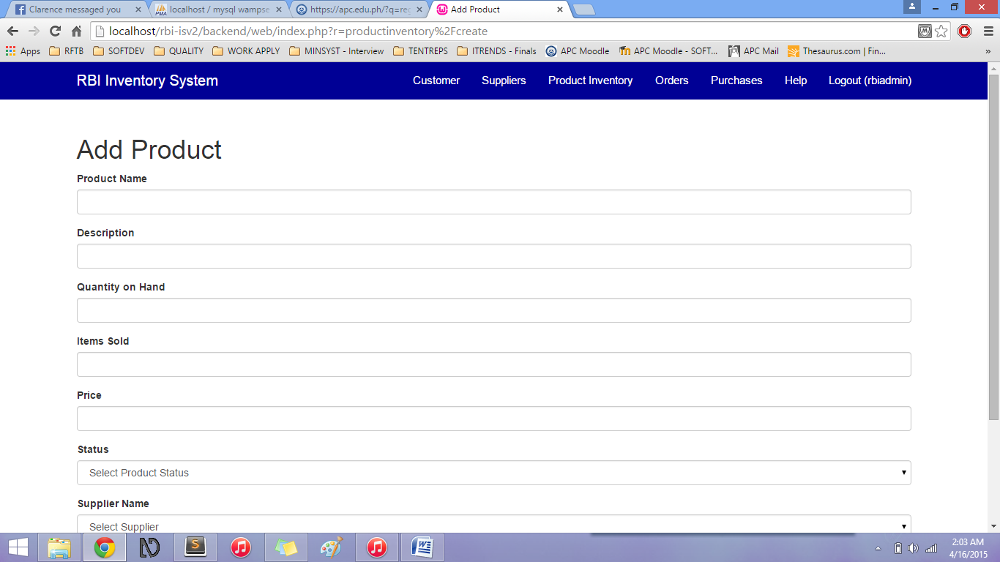 Clarence messaged you
localhost / mysql wampse
https://apc.edu.ph/?q=reg
Add Product
localhost/rbi-isv2/backend/web/index.php?r=productinventory%2Fcreate
Apps RFTB SOFTDEV QUALITY WORK APPLY MINSYST - Interview TENTREPS ITRENDS - Finals APC Moodle APC Moodle - SOFT... APC Mail Thesaurus.com | Fin... »
RBI Inventory System Customer Suppliers Product Inventory Orders Purchases Help Logout (rbiadmin)
Add Product
Product Name
Description
Quantity on Hand
Items Sold
Price
Status
Select Product Status
Supplier Name
Select Supplier
2:03 AM
4/16/2015